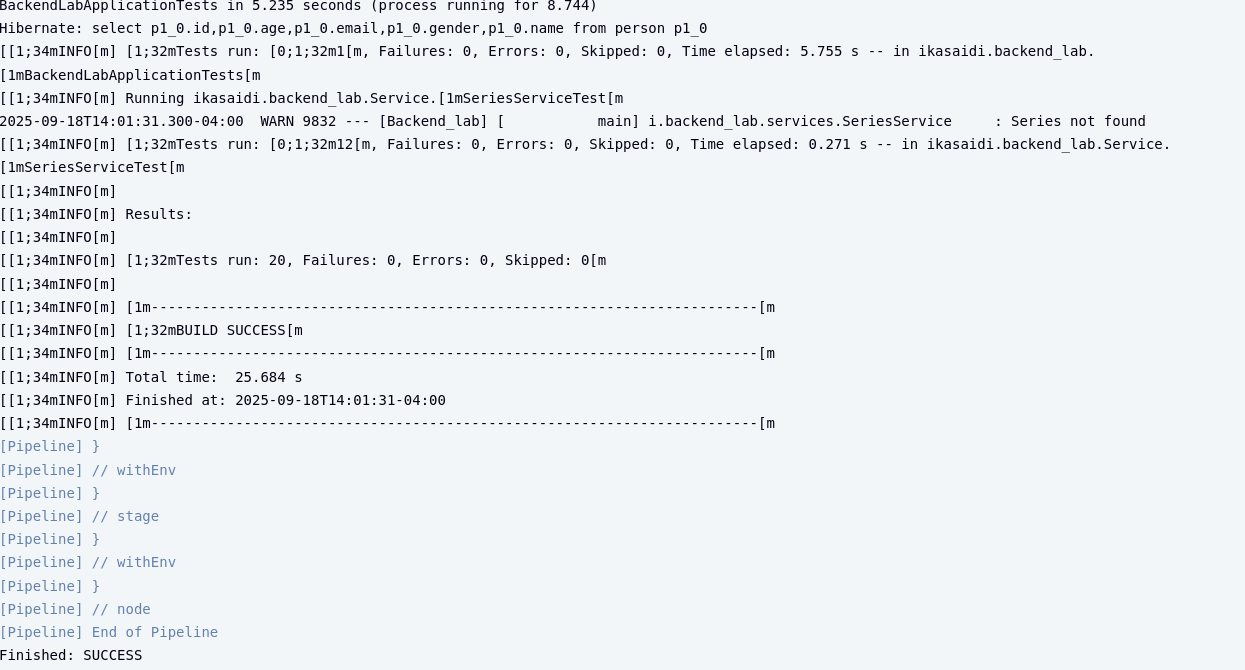 BackendLabApplicationTests in 5.235 seconds (process running for 8.744)
Hibernate: select p1_0.id,p1_0.age,p1_0.email,p1_0.gender,p1_0.name from person p1_0
[[1;34mINFO[m] [1;32mTests run: [0;1;32m1[m, Failures: 0, Errors: 0, Skipped: 0, Time elapsed: 5.755 s -- in ikasaidi.backend_lab.
[1mBackendLabApplicationTests[m
[[1;34mINFO[m] Running ikasaidi.backend_lab.Service.[1mSeriesServiceTest[m
2025-09-18T14:01:31.300-04:00  WARN 9832 --- [Backend_lab] [           main] i.backend_lab.services.SeriesService     : Series not found
[[1;34mINFO[m] [1;32mTests run: [0;1;32m12[m, Failures: 0, Errors: 0, Skipped: 0, Time elapsed: 0.271 s -- in ikasaidi.backend_lab.Service.
[1mSeriesServiceTest[m
[[1;34mINFO[m]
[[1;34mINFO[m] Results:
[[1;34mINFO[m]
[[1;34mINFO[m] [1;32mTests run: 20, Failures: 0, Errors: 0, Skipped: 0[m
[[1;34mINFO[m]
[[1;34mINFO[m] [1m------------------------------------------------------------------------[m
[[1;34mINFO[m] [1;32mBUILD SUCCESS[m
[[1;34mINFO[m] [1m------------------------------------------------------------------------[m
[[1;34mINFO[m] Total time:  25.684 s
[[1;34mINFO[m] Finished at: 2025-09-18T14:01:31-04:00
[[1;34mINFO[m] [1m------------------------------------------------------------------------[m
[Pipeline] }
[Pipeline] // withEnv
[Pipeline] }
[Pipeline] // stage
[Pipeline] }
[Pipeline] // withEnv
[Pipeline] }
[Pipeline] // node
[Pipeline] End of Pipeline
Finished: SUCCESS